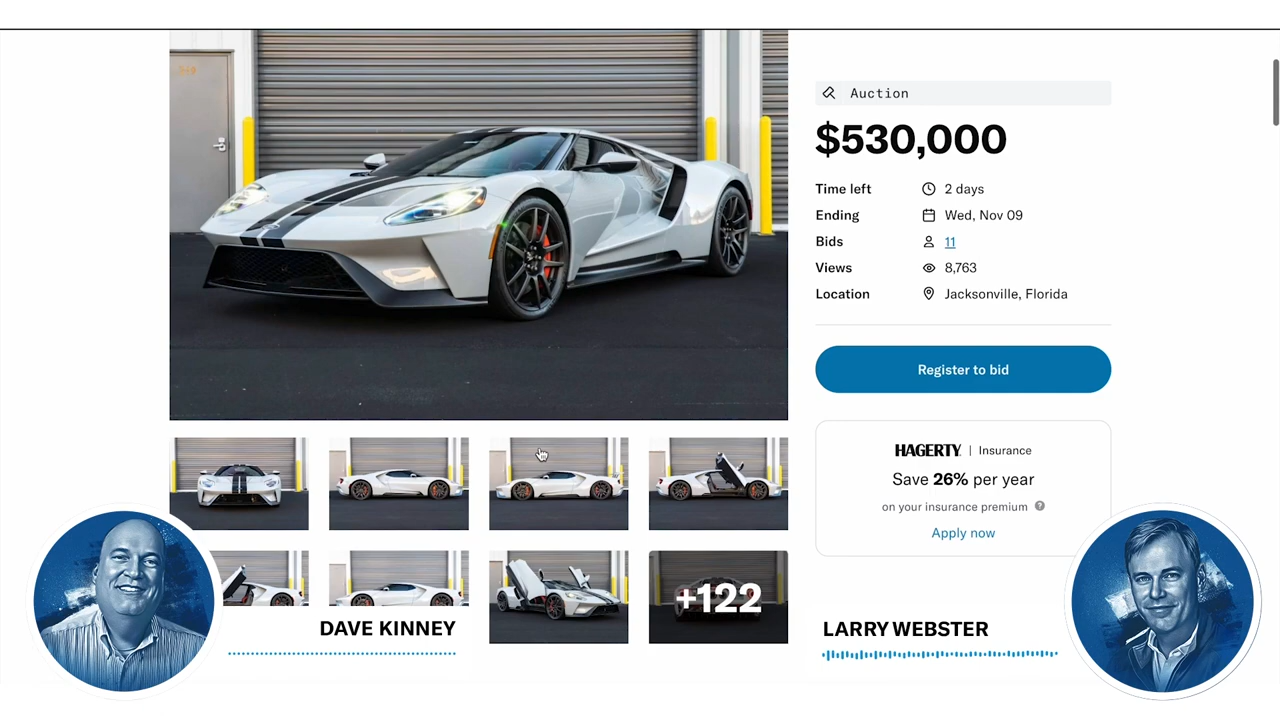 Auction
$530,000
Time left 2 days
Ending Wed, Nov 09
Bids 11
Views 8,763
Location Jacksonville, Florida
Register to bid
HAGERTY | Insurance
Save 26% per year
on your insurance premium ?
Apply now
+122
DAVE KINNEY
LARRY WEBSTER